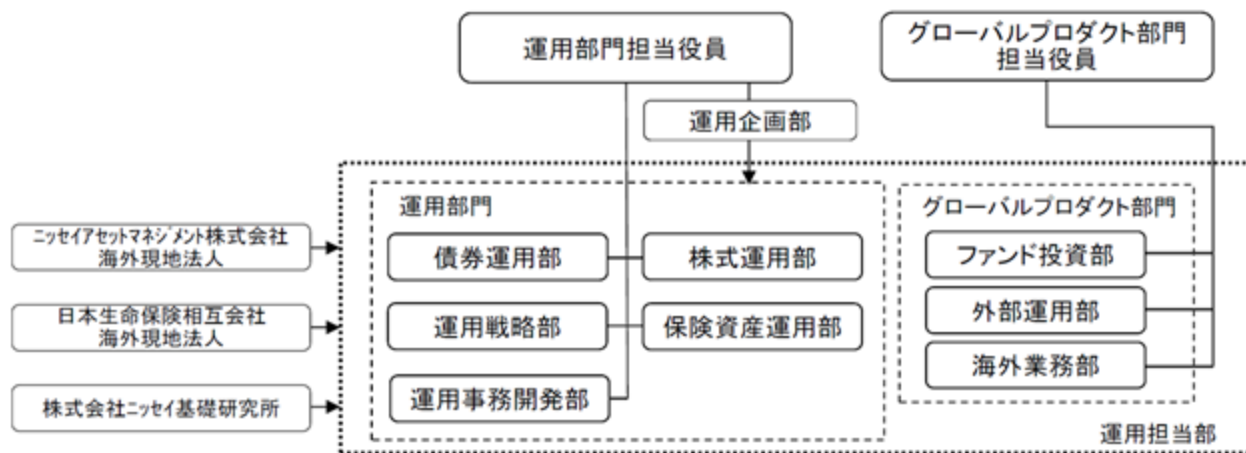 運用部門担当役員
グローバルプロダクト部門
担当役員
運用企画部
運用部門
グローバルプロダクト部門
ニッセイアセットマネジメント株式会社
海外現地法人
債券運用部
株式運用部
ファンド投資部
日本生命保険相互会社
海外現地法人
運用戦略部
保険資産運用部
外部運用部
海外業務部
株式会社ニッセイ基礎研究所
運用事務開発部
運用担当部